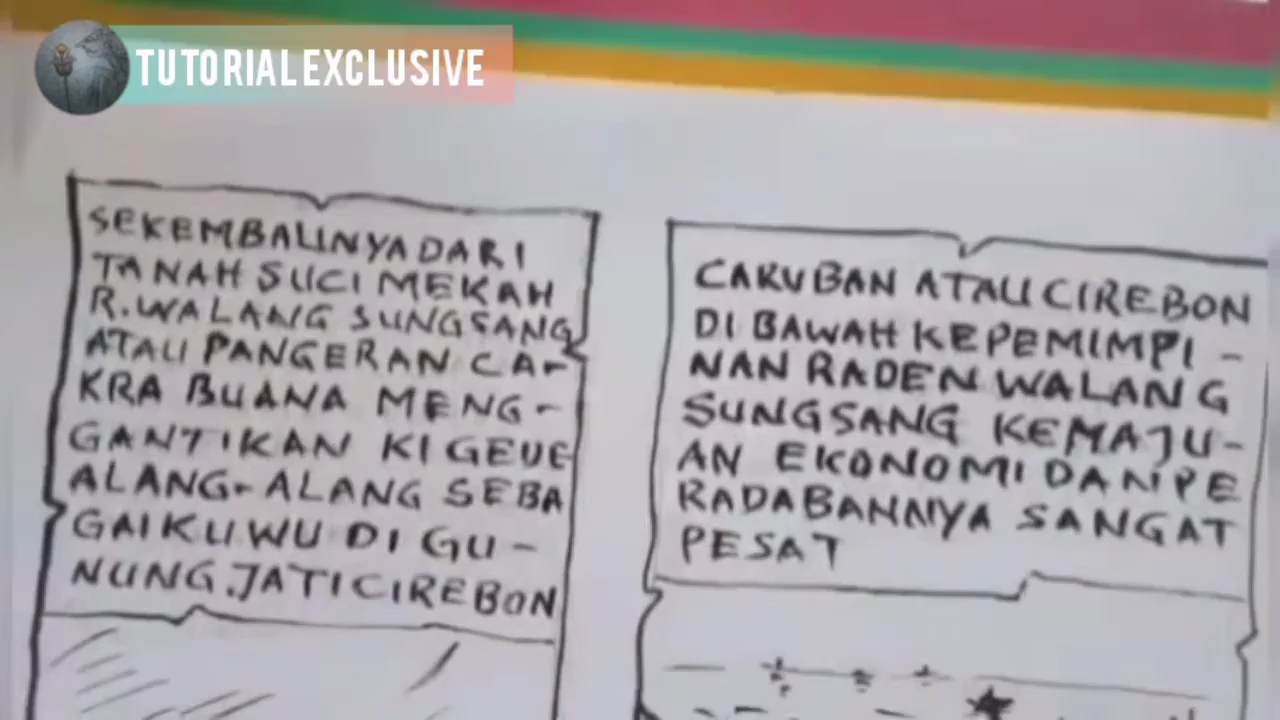 TUTORIAL EXCLUSIVE
SEKEMBALINYA DARI
TANAH SUCI MEKAH
R. WALANG SUNGSANG
ATAU PANGERAN CA-
KRA BUANA MENG-
GANTIKAN KI GEUE
ALANG-ALANG SEBA
GAI KUWU DI GU-
NUNG JATI CIREBON
CARUBAN ATAU CIREBON
DI BAWAH KEPEMIMPI-
NAN RADEN WALANG
SUNGSANG KEMAJU-
AN EKONOMI DAN PE
RADABANNYA SANGAT
PESAT